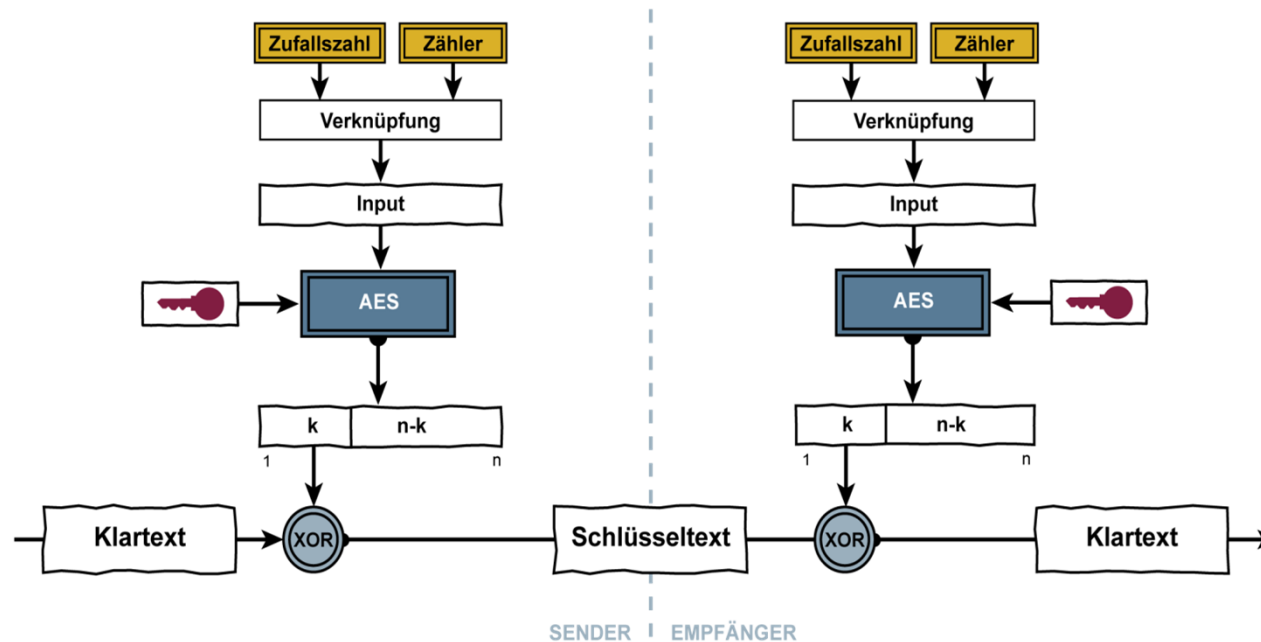 Zufallszahl Zähler Zufallszahl Zähler
Verknüpfung Verknüpfung
Input Input
AES AES
k n-k k n-k
1 n 1 n
Klartext XOR Schlüsseltext XOR Klartext
SENDER EMPFÄNGER